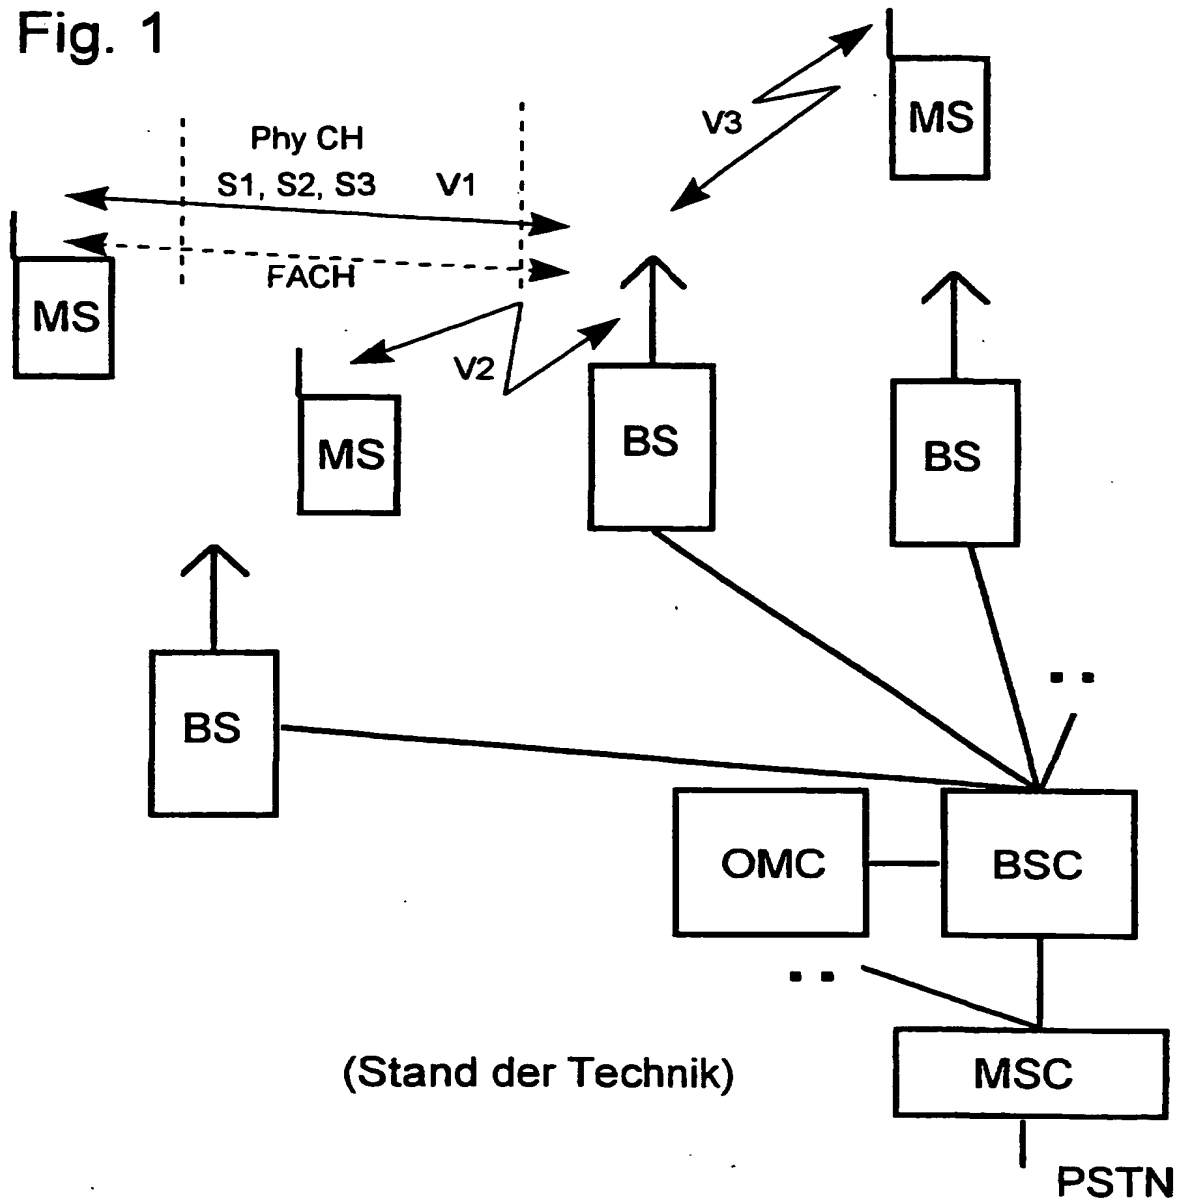 Fig. 1
MS
V3
Phy CH
S1, S2, S3 V1
FACH
MS
V2
MS
BS
BS
BS
OMC
BSC
(Stand der Technik)
MSC
PSTN